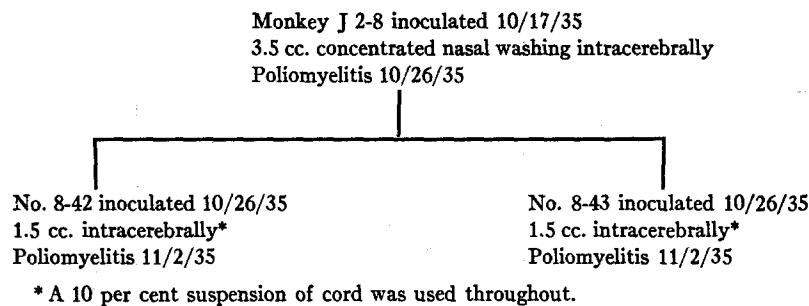 Monkey J 2-8 inoculated 10/17/35
3.5 cc. concentrated nasal washing intracerebrally
Poliomyelitis 10/26/35
No. 8-42 inoculated 10/26/35
1.5 cc. intracerebrally*
Poliomyelitis 11/2/35
No. 8-43 inoculated 10/26/35
1.5 cc. intracerebrally*
Poliomyelitis 11/2/35
* A 10 per cent suspension of cord was used throughout.